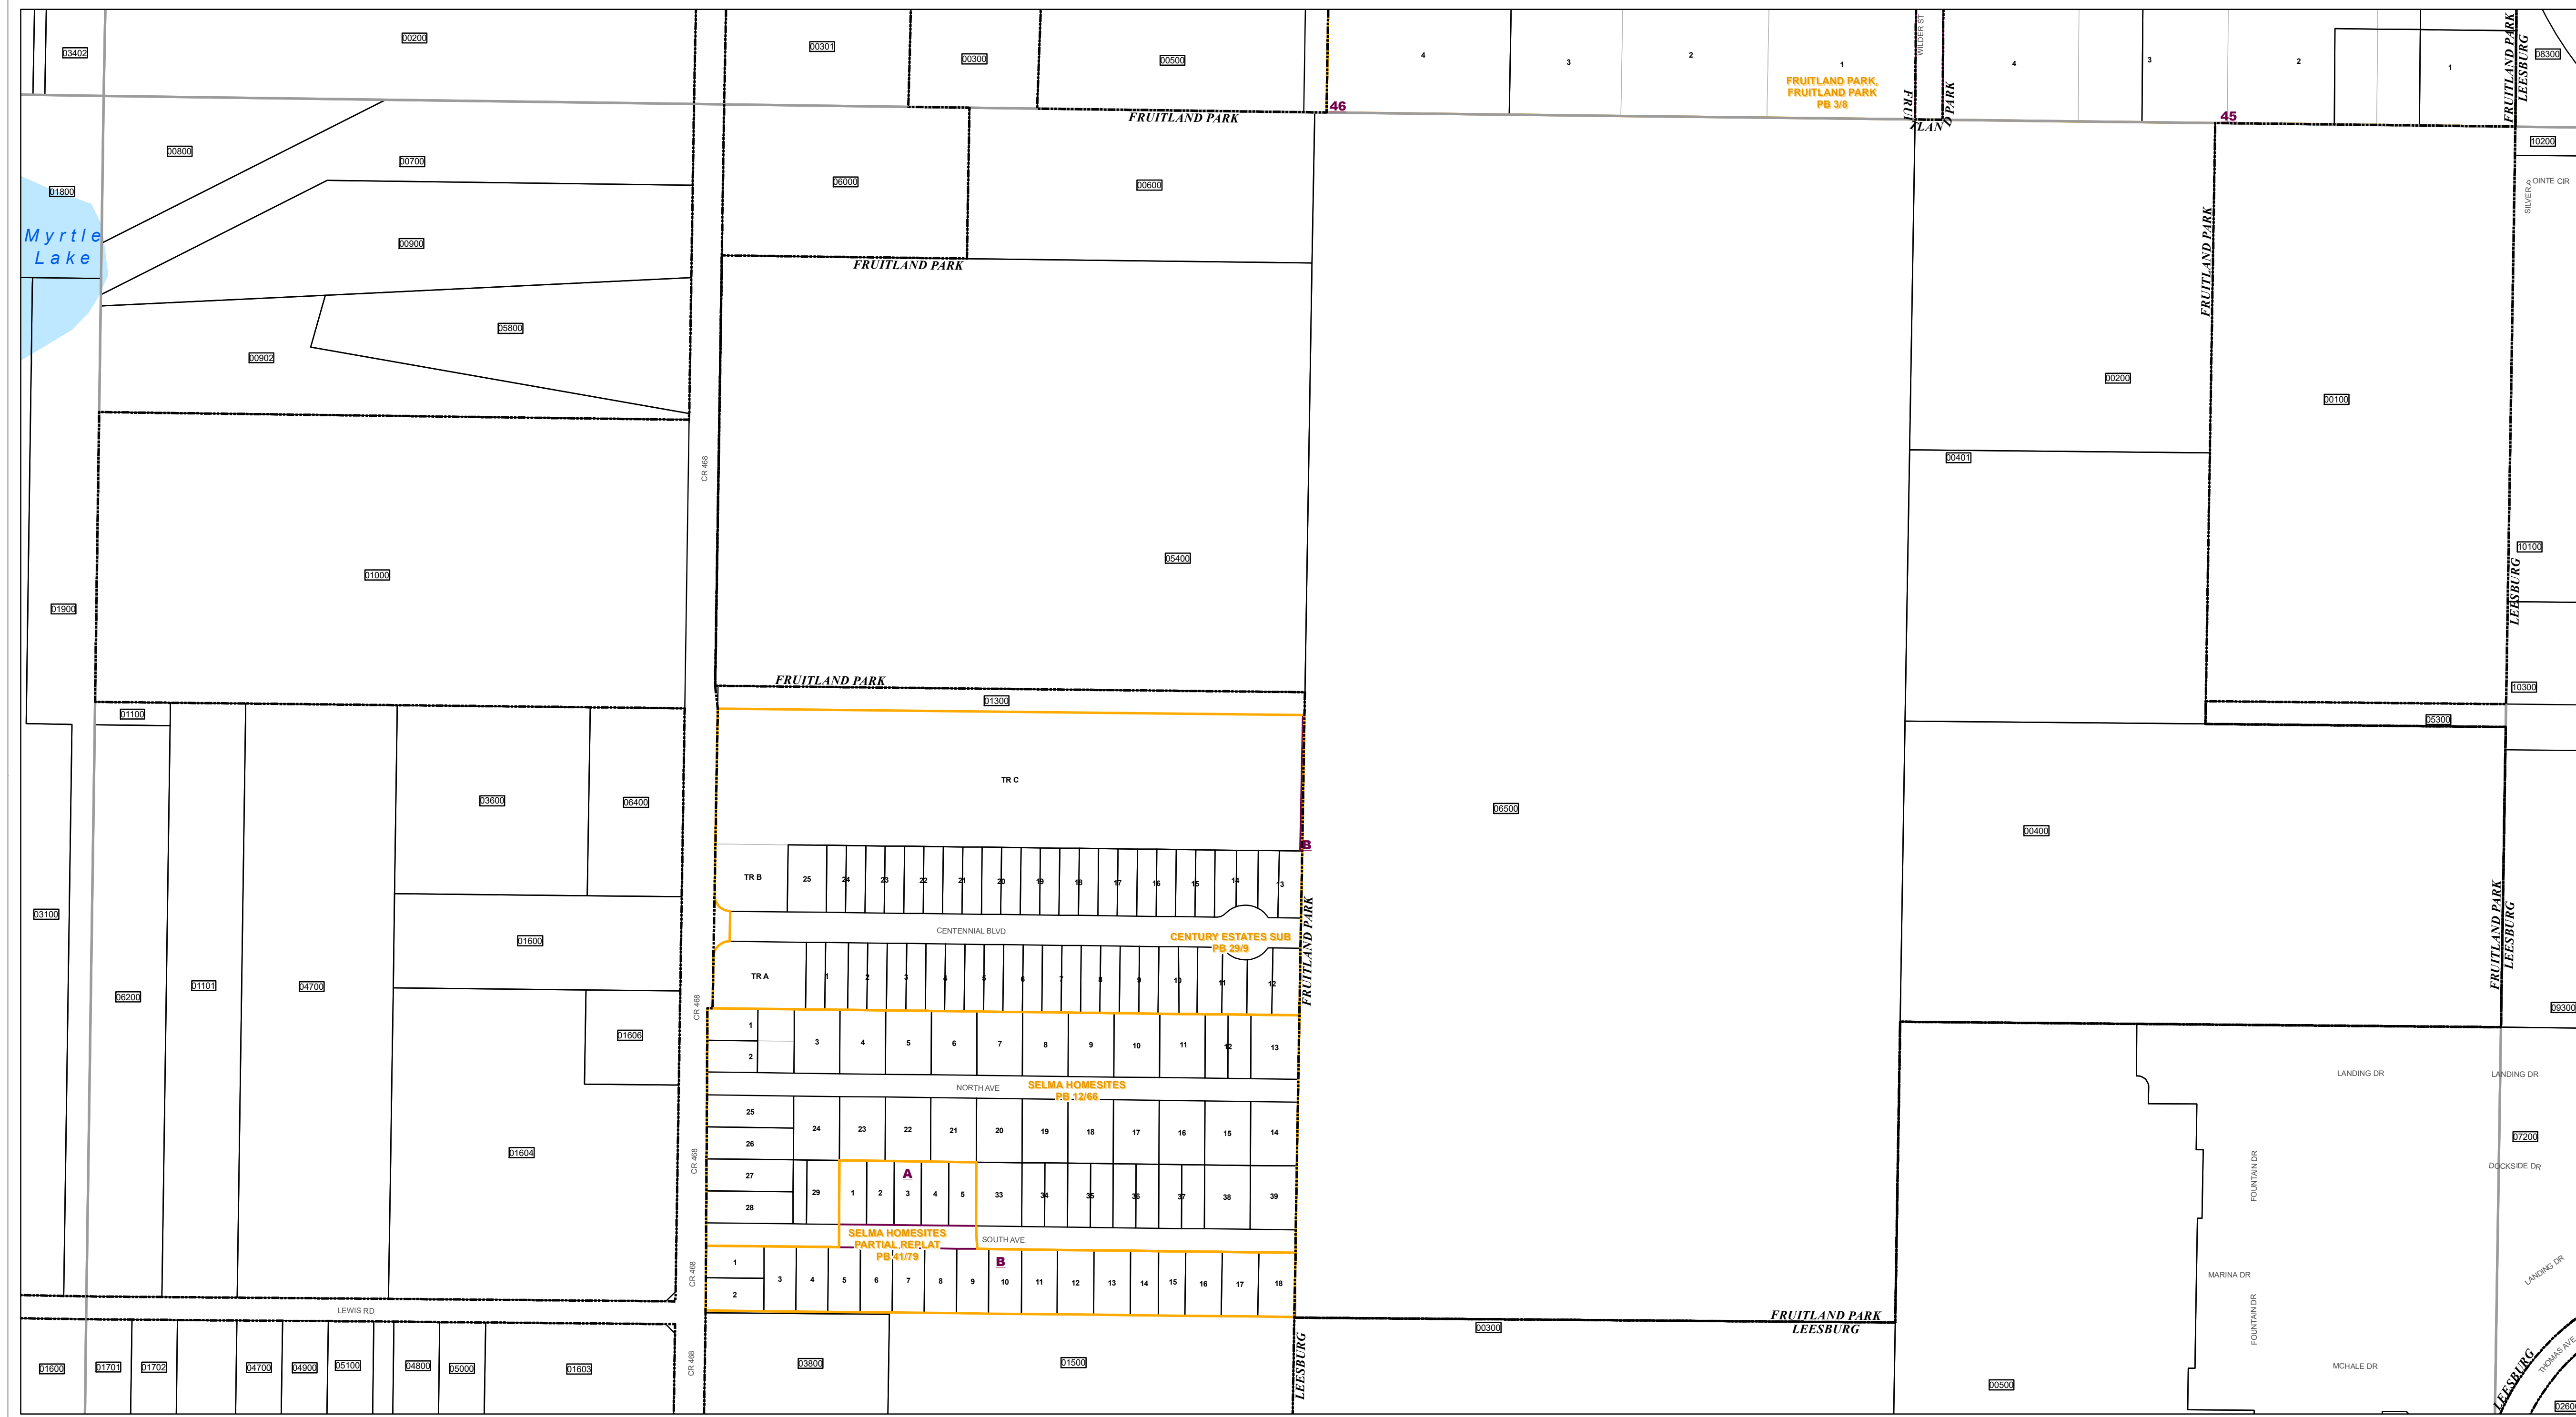 03402
00200
00301
00300
00500
4
3
2
1
FRUITLAND PARK,
FRUITLAND PARK
PB 3/8
WILDER ST
4
3
2
1
FRUITLAND PARK
LEESBURG
08300
46
FRUITLAND PARK
FRUITLAND PARK
45
10200
00800
00700
01800
06000
00600
SILVER POINTE CIR
Myrtle
Lake
00900
FRUITLAND PARK
FRUITLAND PARK
05800
00902
00200
00100
CR 468
00401
05400
10100
01000
LEESBURG
01900
FRUITLAND PARK
01300
10300
01100
05300
TR C
03600
06400
06500
00400
B
TR B
25
24
23
22
21
20
19
18
17
16
15
14
13
03100
01600
CENTENNIAL BLVD
CENTURY ESTATES SUB
PB 29/9
FRUITLAND PARK
FRUITLAND PARK
LEESBURG
TR A
1
2
3
4
5
6
7
8
9
10
11
12
06200
01101
04700
CR 468
09300
01606
1
2
3
4
5
6
7
8
9
10
11
12
13
NORTH AVE
SELMA HOMESITES
PB 12/66
LANDING DR
LANDING DR
25
26
24
23
22
21
20
19
18
17
16
15
14
01604
CR 468
07200
DOCKSIDE DR
FOUNTAIN DR
27
28
29
A
1
2
3
4
5
33
34
35
36
37
38
39
SELMA HOMESITES
PARTIAL REPLAT
PB 41/79
SOUTH AVE
CR 468
B
1
2
3
4
5
6
7
8
9
10
11
12
13
14
15
16
17
18
MARINA DR
LANDING DR
FOUNTAIN DR
LEWIS RD
FRUITLAND PARK
LEESBURG
00300
01600
01701
01702
04700
04900
05100
04800
05000
01603
CR 468
03800
01500
LEESBURG
00500
MCHALE DR
LEESBURG
THOMAS AVE